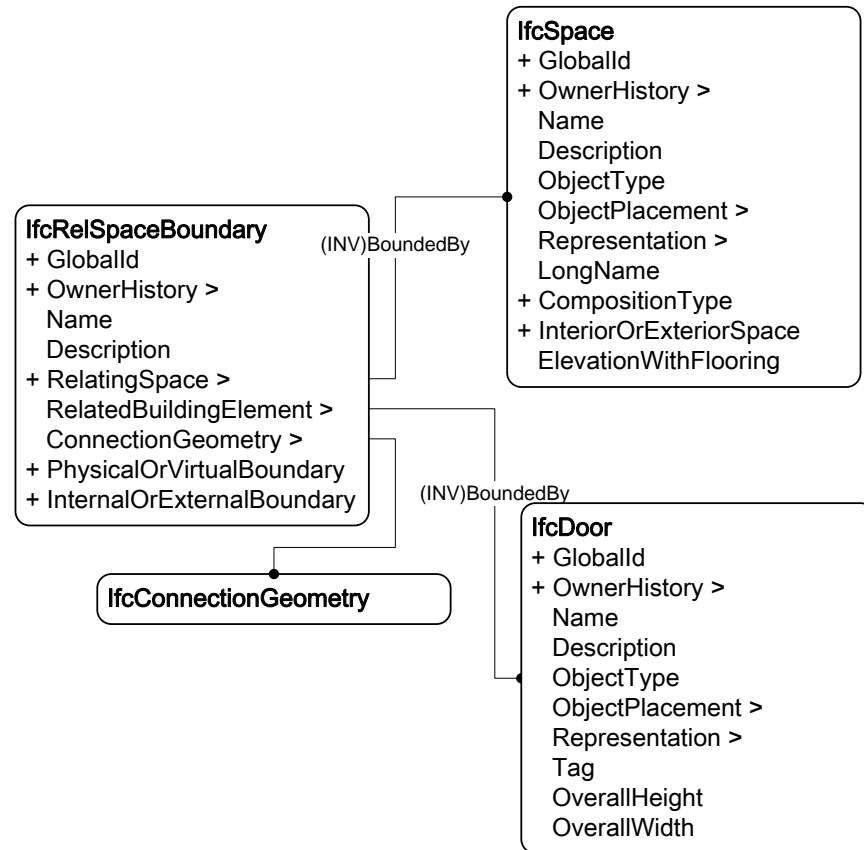 IfcSpace
+ GlobalId
+ OwnerHistory >
Name
Description
ObjectType
ObjectPlacement >
Representation >
LongName
+ CompositionType
+ InteriorOrExteriorSpace
ElevationWithFlooring
(INV)BoundedBy
IfcRelSpaceBoundary
+ GlobalId
+ OwnerHistory >
Name
Description
+ RelatingSpace >
RelatedBuildingElement >
ConnectionGeometry >
+ PhysicalOrVirtualBoundary
+ InternalOrExternalBoundary
(INV)BoundedBy
IfcConnectionGeometry
IfcDoor
+ GlobalId
+ OwnerHistory >
Name
Description
ObjectType
ObjectPlacement >
Representation >
Tag
OverallHeight
OverallWidth